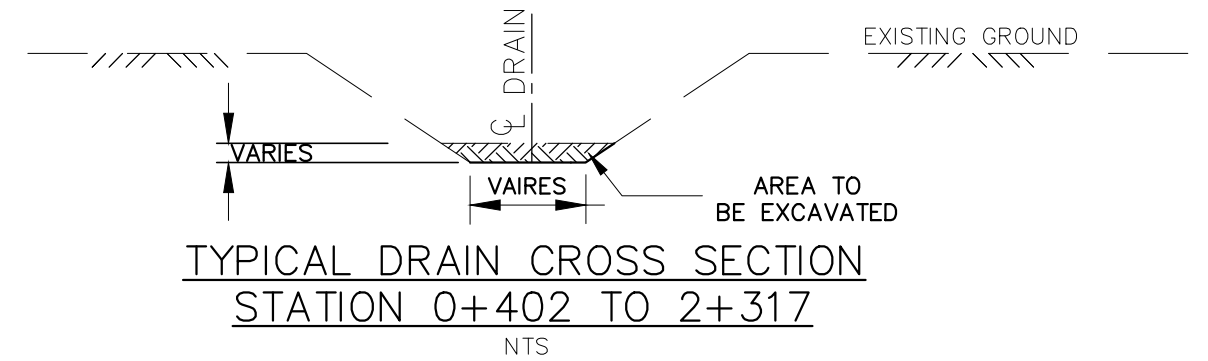 EXISTING GROUND
℄ DRAIN
VARIES
VAIRES
AREA TO
BE EXCAVATED
TYPICAL DRAIN CROSS SECTION
STATION 0+402 TO 2+317
NTS